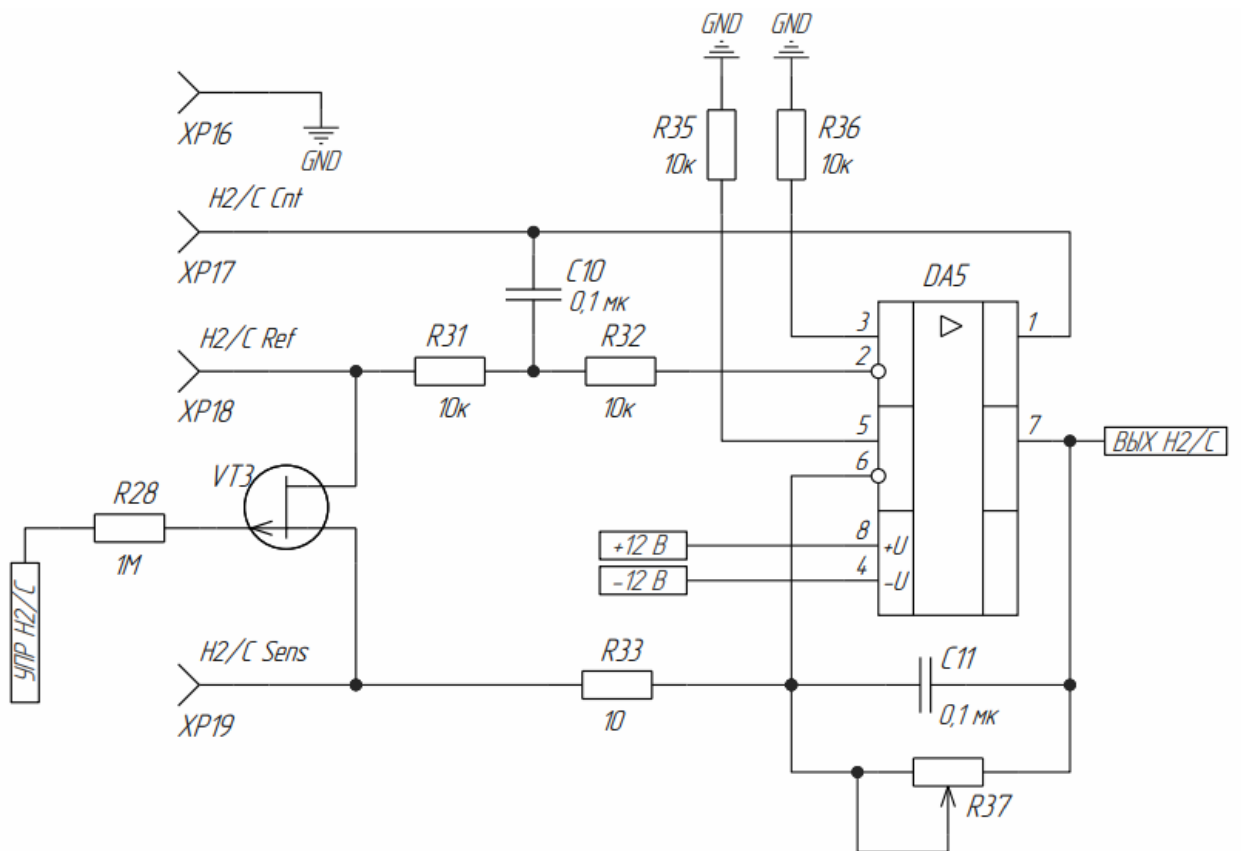 GND
GND
XP16
GND
R35
10к
R36
10к
H2/C Cnt
XP17
C10
0,1 мк
DA5
H2/C Ref
XP18
R31
10к
R32
10к
3
2
1
5
6
7
ВЫХ H2/C
VT3
R28
1М
УПР H2/C
+12 В
-12 В
8
+U
4
-U
H2/C Sens
XP19
R33
10
C11
0,1 мк
R37